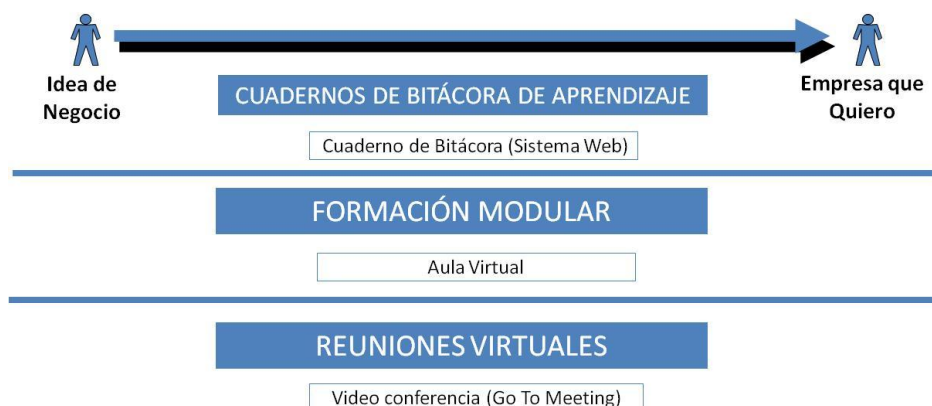 Idea de
Negocio
Empresa que
Quiero
CUADERNOS DE BITÁCORA DE APRENDIZAJE
Cuaderno de Bitácora (Sistema Web)
FORMACIÓN MODULAR
Aula Virtual
REUNIONES VIRTUALES
Video conferencia (Go To Meeting)